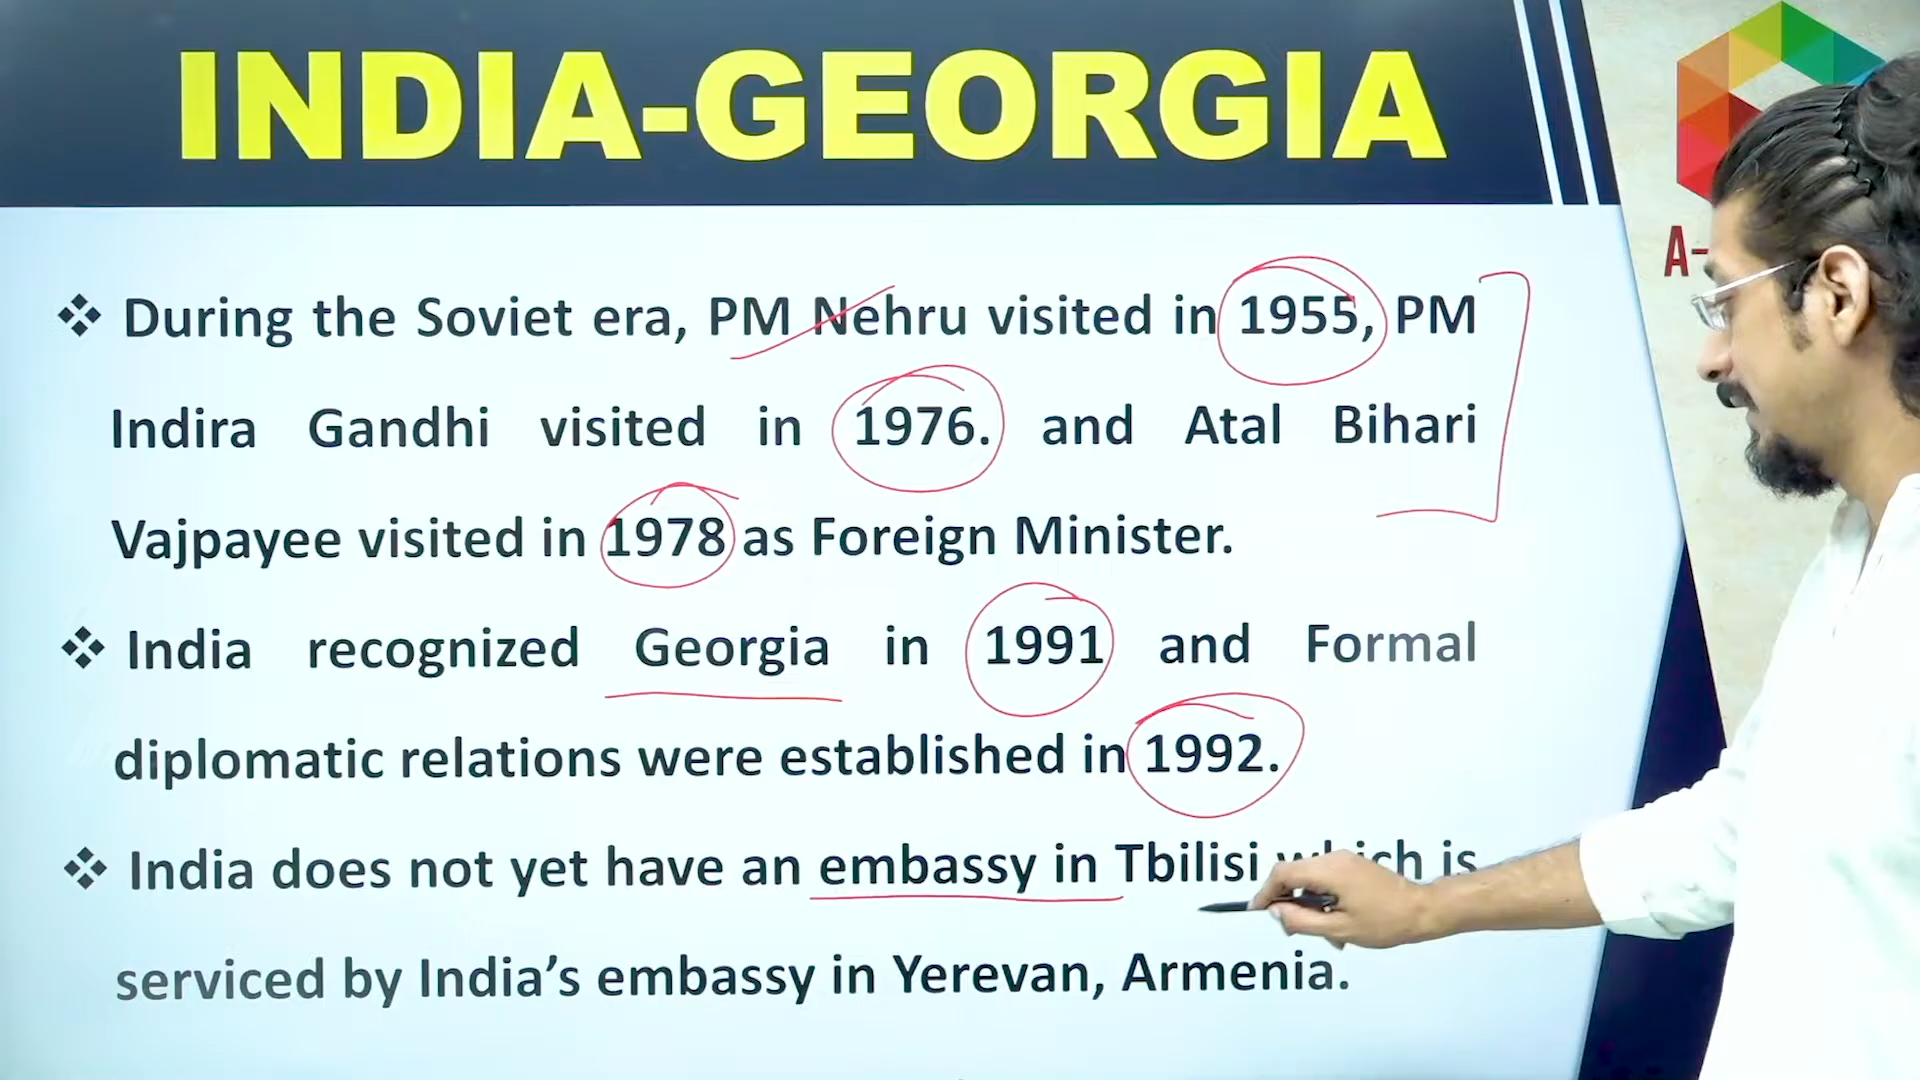 INDIA-GEORGIA
A-
❖ During the Soviet era, PM Nehru visited in 1955, PM
Indira Gandhi visited in 1976. and Atal Bihari
Vajpayee visited in 1978 as Foreign Minister.
❖ India recognized Georgia in 1991 and Formal
diplomatic relations were established in 1992.
❖ India does not yet have an embassy in Tbilisi which is
serviced by India’s embassy in Yerevan, Armenia.